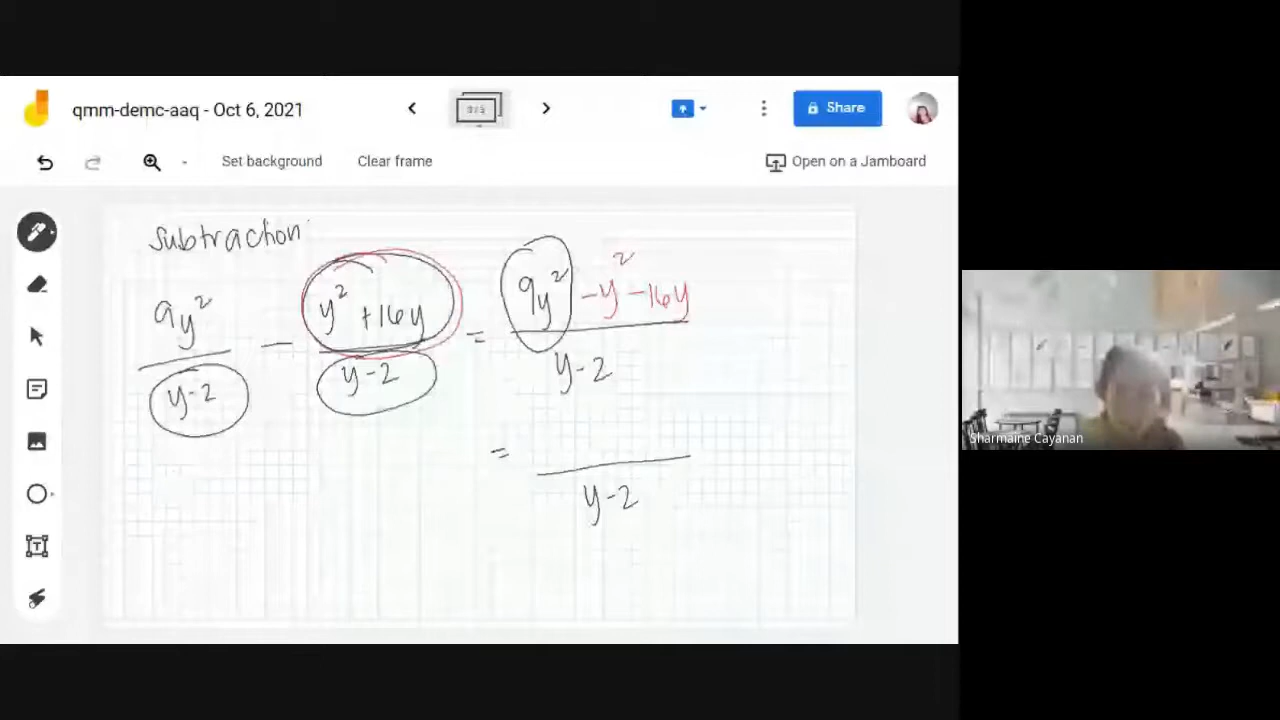 qmm-demc-aaq - Oct 6, 2021
Share
Set background
Clear frame
Open on a Jamboard
subtraction
9y² / y-2 - y² +16y / y-2 = 9y² -y² -16y / y-2
= / y-2
Sharmaine Cayanan